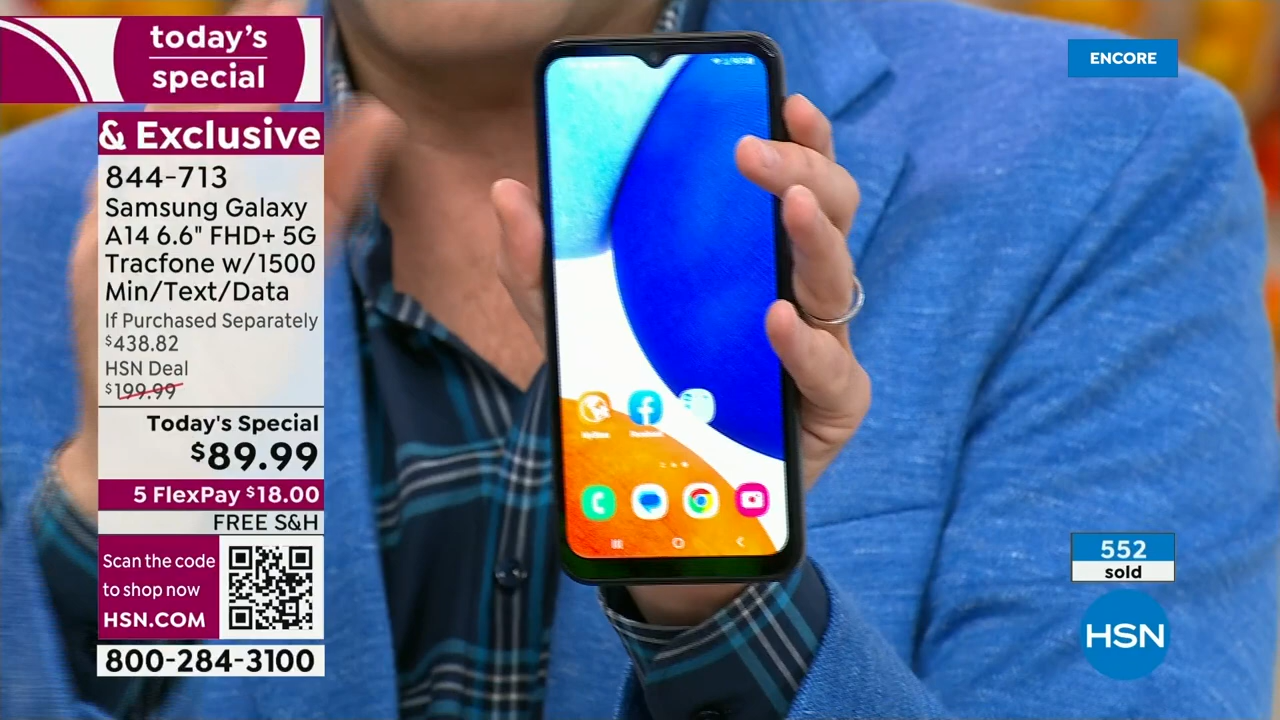 today's
special
& Exclusive
844-713
Samsung Galaxy
A14 6.6" FHD+ 5G
Tracfone w/1500
Min/Text/Data
If Purchased Separately
$438.82
HSN Deal
$199.99
Today's Special
$89.99
5 FlexPay $18.00
FREE S&H
Scan the code
to shop now
HSN.COM
800-284-3100
ENCORE
552
sold
HSN